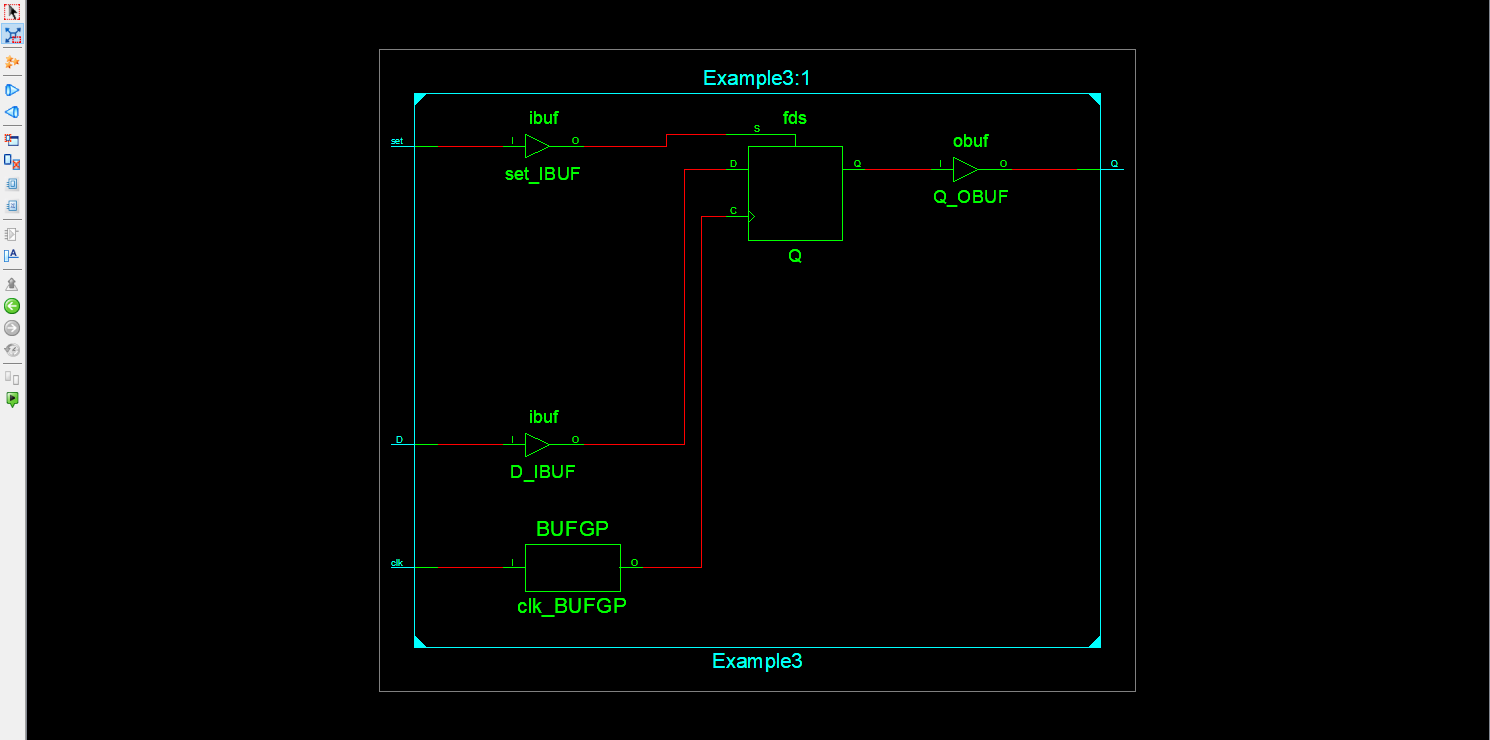 Example3:1
ibuf
fds
S
set
I
O
obuf
set_IBUF
D
Q
I
O
Q
Q_OBUF
C
Q
ibuf
D
I
O
D_IBUF
BUFGP
clk
I
O
clk_BUFGP
Example3